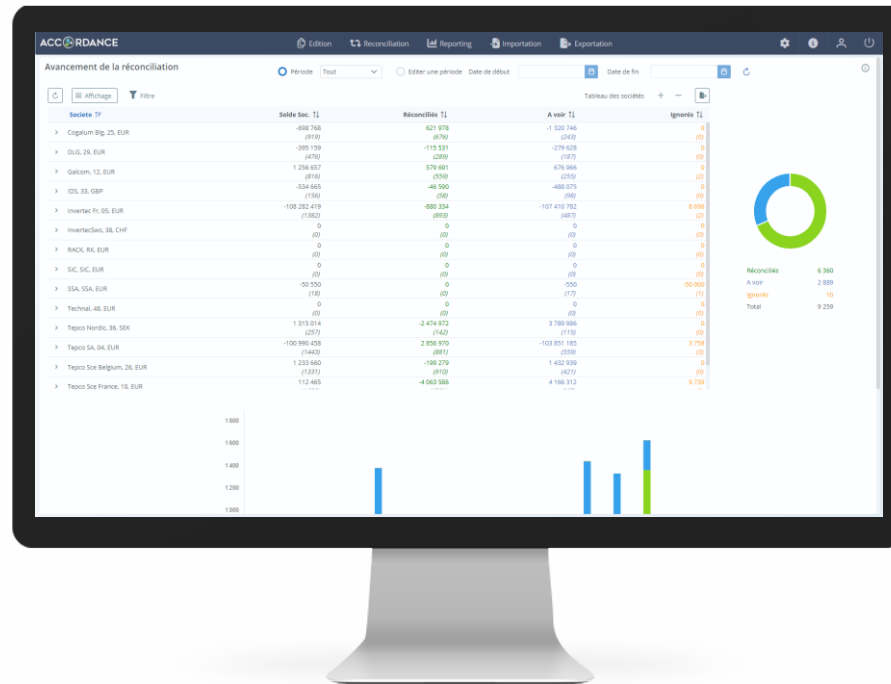 ACCORDANCE Edition Reconciliation Reporting Importation Exportation
Avancement de la réconciliation Période Tout Editer une période Date de début Date de fin
Affichage Filtre Tableau des sociétés + −
Societe Solde Soc. Réconciliés A voir Ignorés
Cogalum Blg, 25, EUR -698 768 621 978 -1 320 746 0
(919) (676) (243) (0)
DLG, 29, EUR -395 159 -115 531 -279 628 0
(476) (289) (187) (0)
Galcom, 12, EUR 1 256 657 579 691 676 966 0
(816) (559) (255) (2)
IDS, 33, GBP -534 665 -46 590 -488 075 0
(156) (58) (98) (0)
Invertec Fr, 05, EUR -108 282 419 -880 334 -107 410 782 8 698
(1382) (893) (487) (2)
InvertecSws, 38, CHF 0 0 0 0
(0) (0) (0) (0)
RACK, RK, EUR 0 0 0 0
(0) (0) (0) (0)
SIC, SIC, EUR 0 0 0 0
(0) (0) (0) (0)
SSA, SSA, EUR -50 550 0 -550 -50 000
(18) (0) (17) (1)
Technal, 48, EUR 0 0 0 0
(0) (0) (0) (0)
Tepco Nordic, 36, SEK 1 315 014 -2 474 972 3 789 986 0
(257) (142) (115) (0)
Tapco SA, 04, EUR -100 990 458 2 856 970 -103 851 185 3 758
(1443) (881) (559) (3)
Tepco Sce Belgium, 26, EUR 1 233 660 -199 279 1 432 939 0
(1331) (910) (421) (0)
Tepco Sce France, 10, EUR 112 465 -4 063 586 4 166 312 9 739
Réconciliés 6 360
A voir 2 889
Ignorés 10
Total 9 259
1 800
1 600
1 400
1 200
1 000